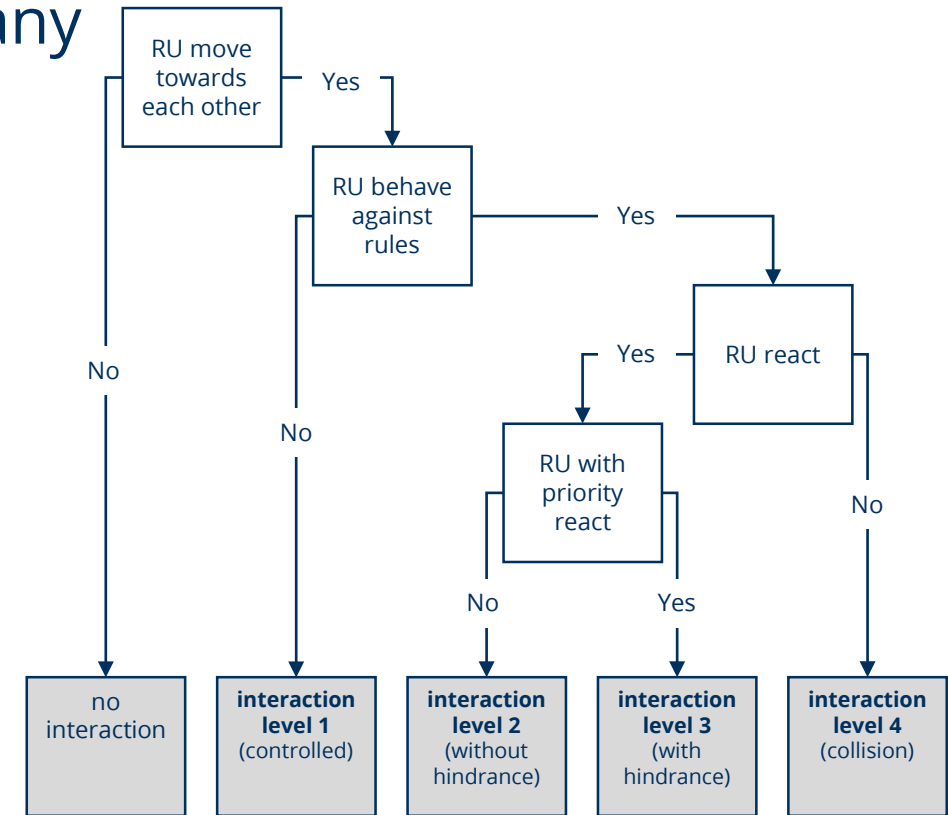 any
RU move
towards
each other
Yes
RU behave
against
rules
Yes
RU react
Yes
No
No
RU with
priority
react
No
No
Yes
no
interaction
interaction
level 1
(controlled)
interaction
level 2
(without
hindrance)
interaction
level 3
(with
hindrance)
interaction
level 4
(collision)